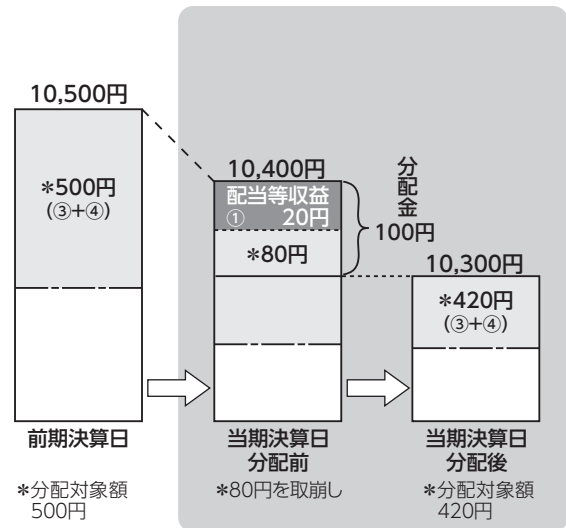 10,500円
*500円
(③+④)
前期決算日
*分配対象額
500円
10,400円
配当等収益
① 20円
*80円
分配金
100円
当期決算日
分配前
*80円を取崩し
10,300円
*420円
(③+④)
当期決算日
分配後
*分配対象額
420円